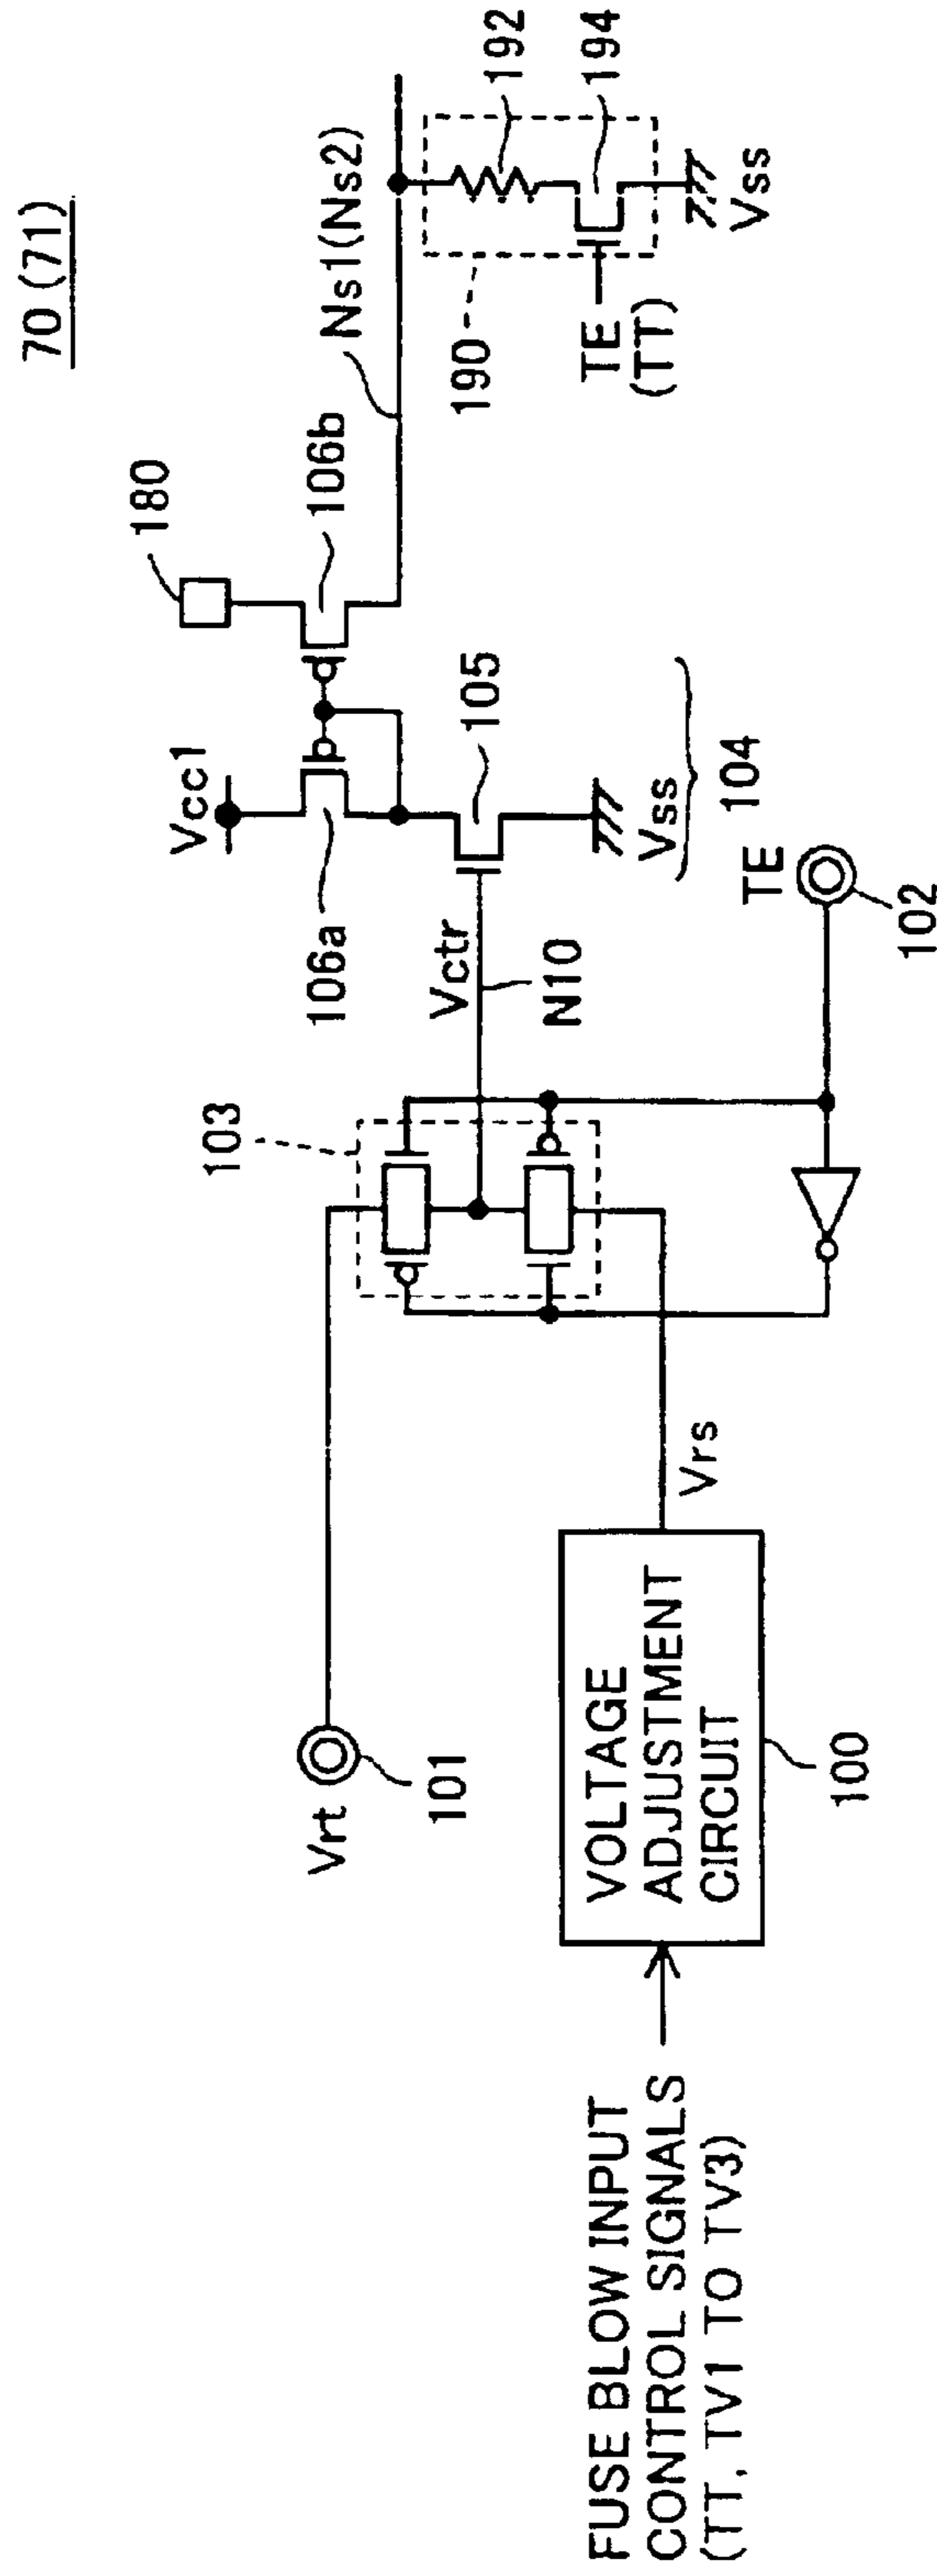 70 (71)
180
Vcc1
106a
106b
Ns1(Ns2)
192
194
190
TE
(TT)
Vss
105
Vss
104
Vctr
N10
103
TE
102
Vrt
101
Vrs
VOLTAGE
ADJUSTMENT
CIRCUIT
100
FUSE BLOW INPUT
CONTROL SIGNALS
(TT, TV1 TO TV3)